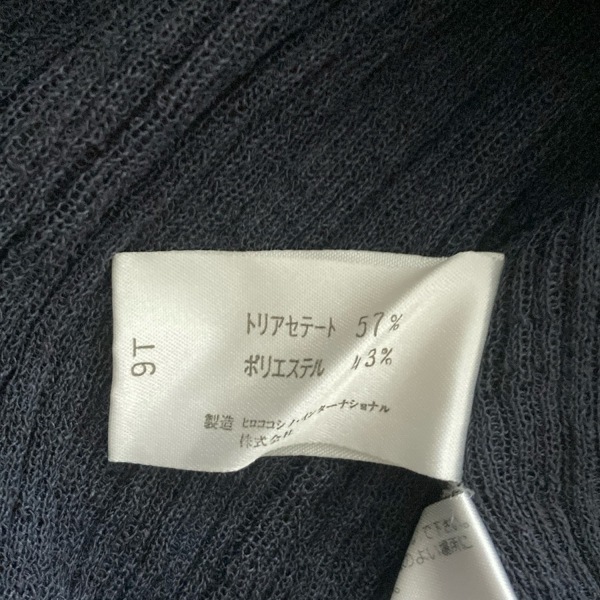 9T
トリアセテート 57%
ポリエステル 43%
製造 ヒロココシノ・インターナショナル
株式会社